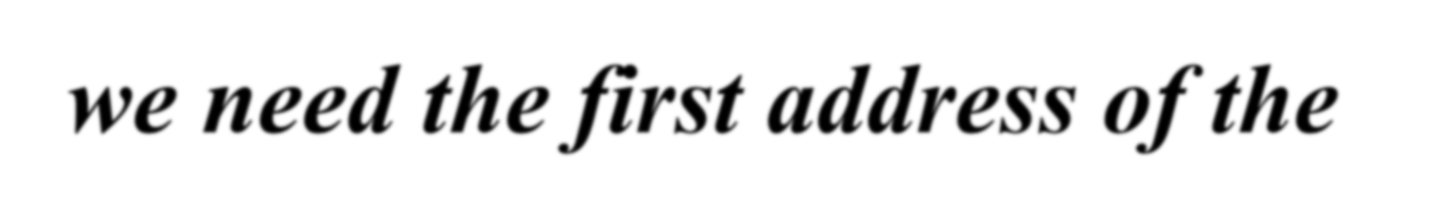 we need the first address of the